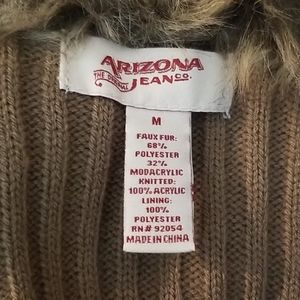 ARIZONA
THE ORIGINAL JEAN CO.
M
FAUX FUR:
68%
POLYESTER
32%
MODACRYLIC
KNITTED:
100% ACRYLIC
LINING:
100%
POLYESTER
RN# 92054
MADE IN CHINA